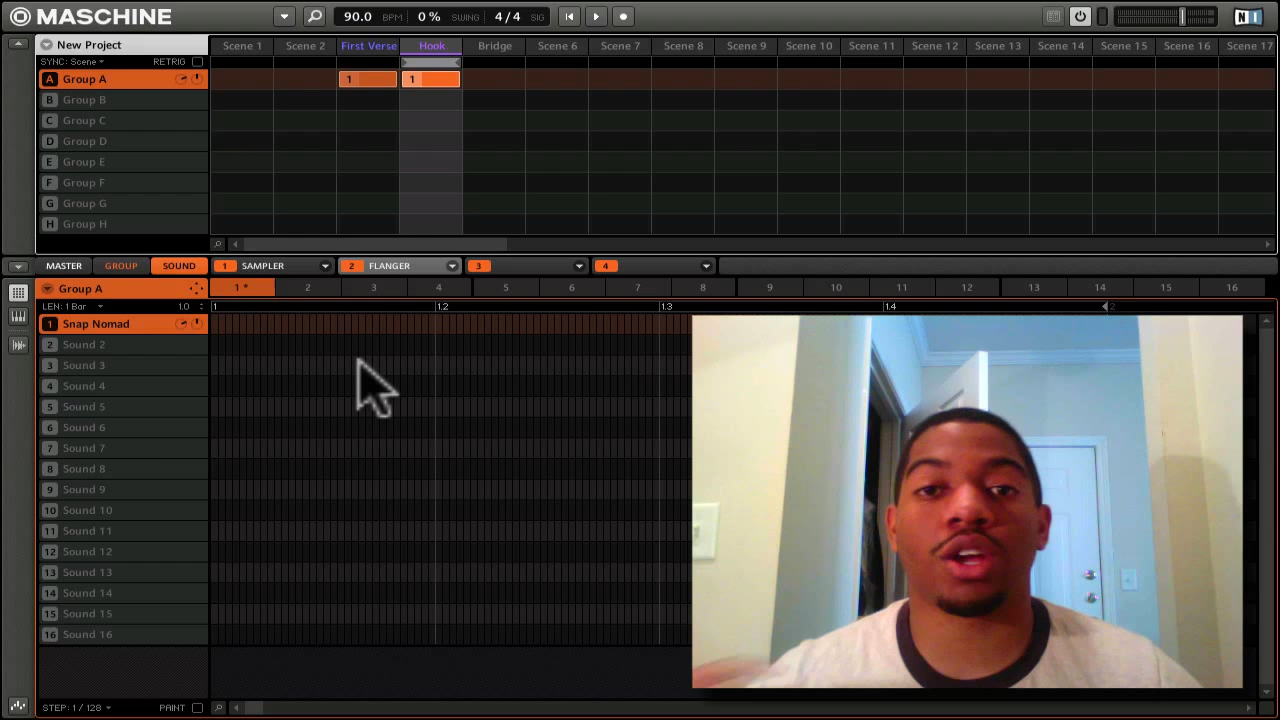 MASCHINE 90.0 BPM 0 % SWING 4/4 SIG NI
New Project Scene 1 Scene 2 First Verse Hook Bridge Scene 6 Scene 7 Scene 8 Scene 9 Scene 10 Scene 11 Scene 12 Scene 13 Scene 14 Scene 15 Scene 16 Scene 17
SYNC: Scene RETRIG
A Group A 1 1
B Group B
C Group C
D Group D
E Group E
F Group F
G Group G
H Group H
MASTER GROUP SOUND 1 SAMPLER 2 FLANGER 3 4
Group A 1 * 2 3 4 5 6 7 8 9 10 11 12 13 14 15 16
LEN: 1 Bar 1.0 1 1.2 1.3 1.4 2
1 Snap Nomad
2 Sound 2
3 Sound 3
4 Sound 4
5 Sound 5
6 Sound 6
7 Sound 7
8 Sound 8
9 Sound 9
10 Sound 10
11 Sound 11
12 Sound 12
13 Sound 13
14 Sound 14
15 Sound 15
16 Sound 16
STEP: 1 / 128 PAINT